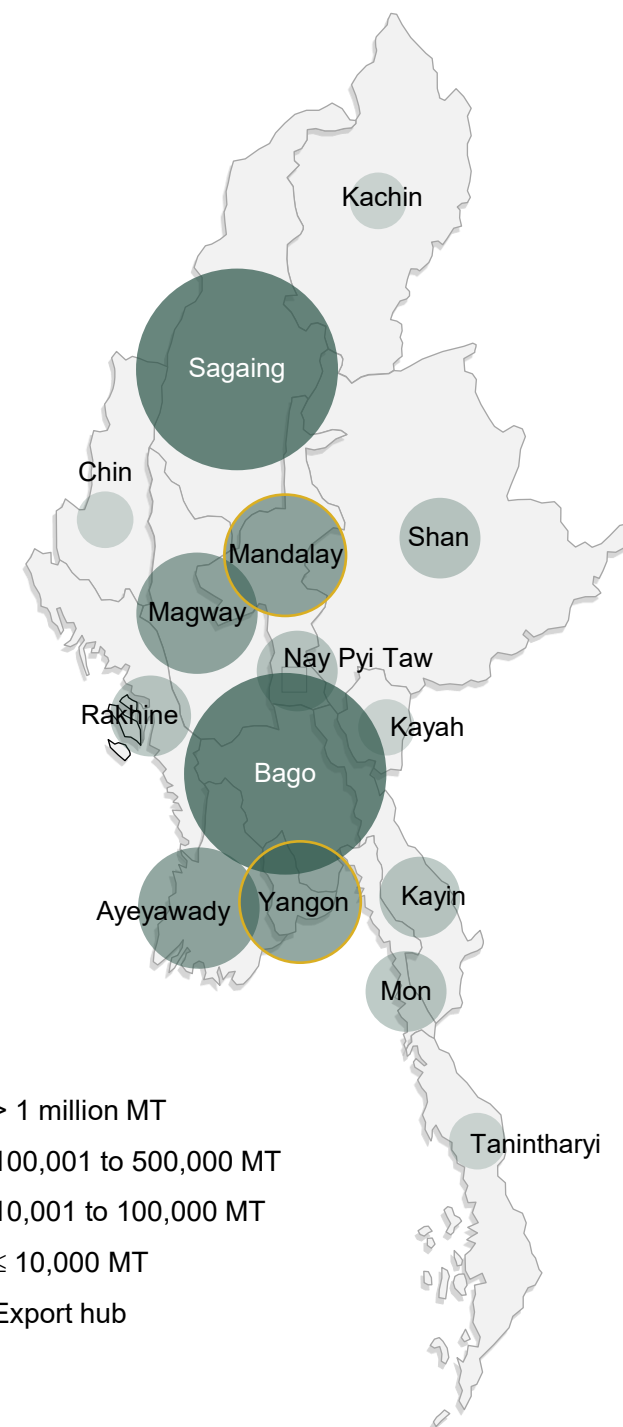 Kachin
Sagaing
Chin
Shan
Mandalay
Magway
Nay Pyi Taw
Rakhine
Kayah
Bago
Kayin
Yangon
Ayeyawady
Mon
> 1 million MT
100,001 to 500,000 MT
Tanintharyi
10,001 to 100,000 MT
≤ 10,000 MT
Export hub